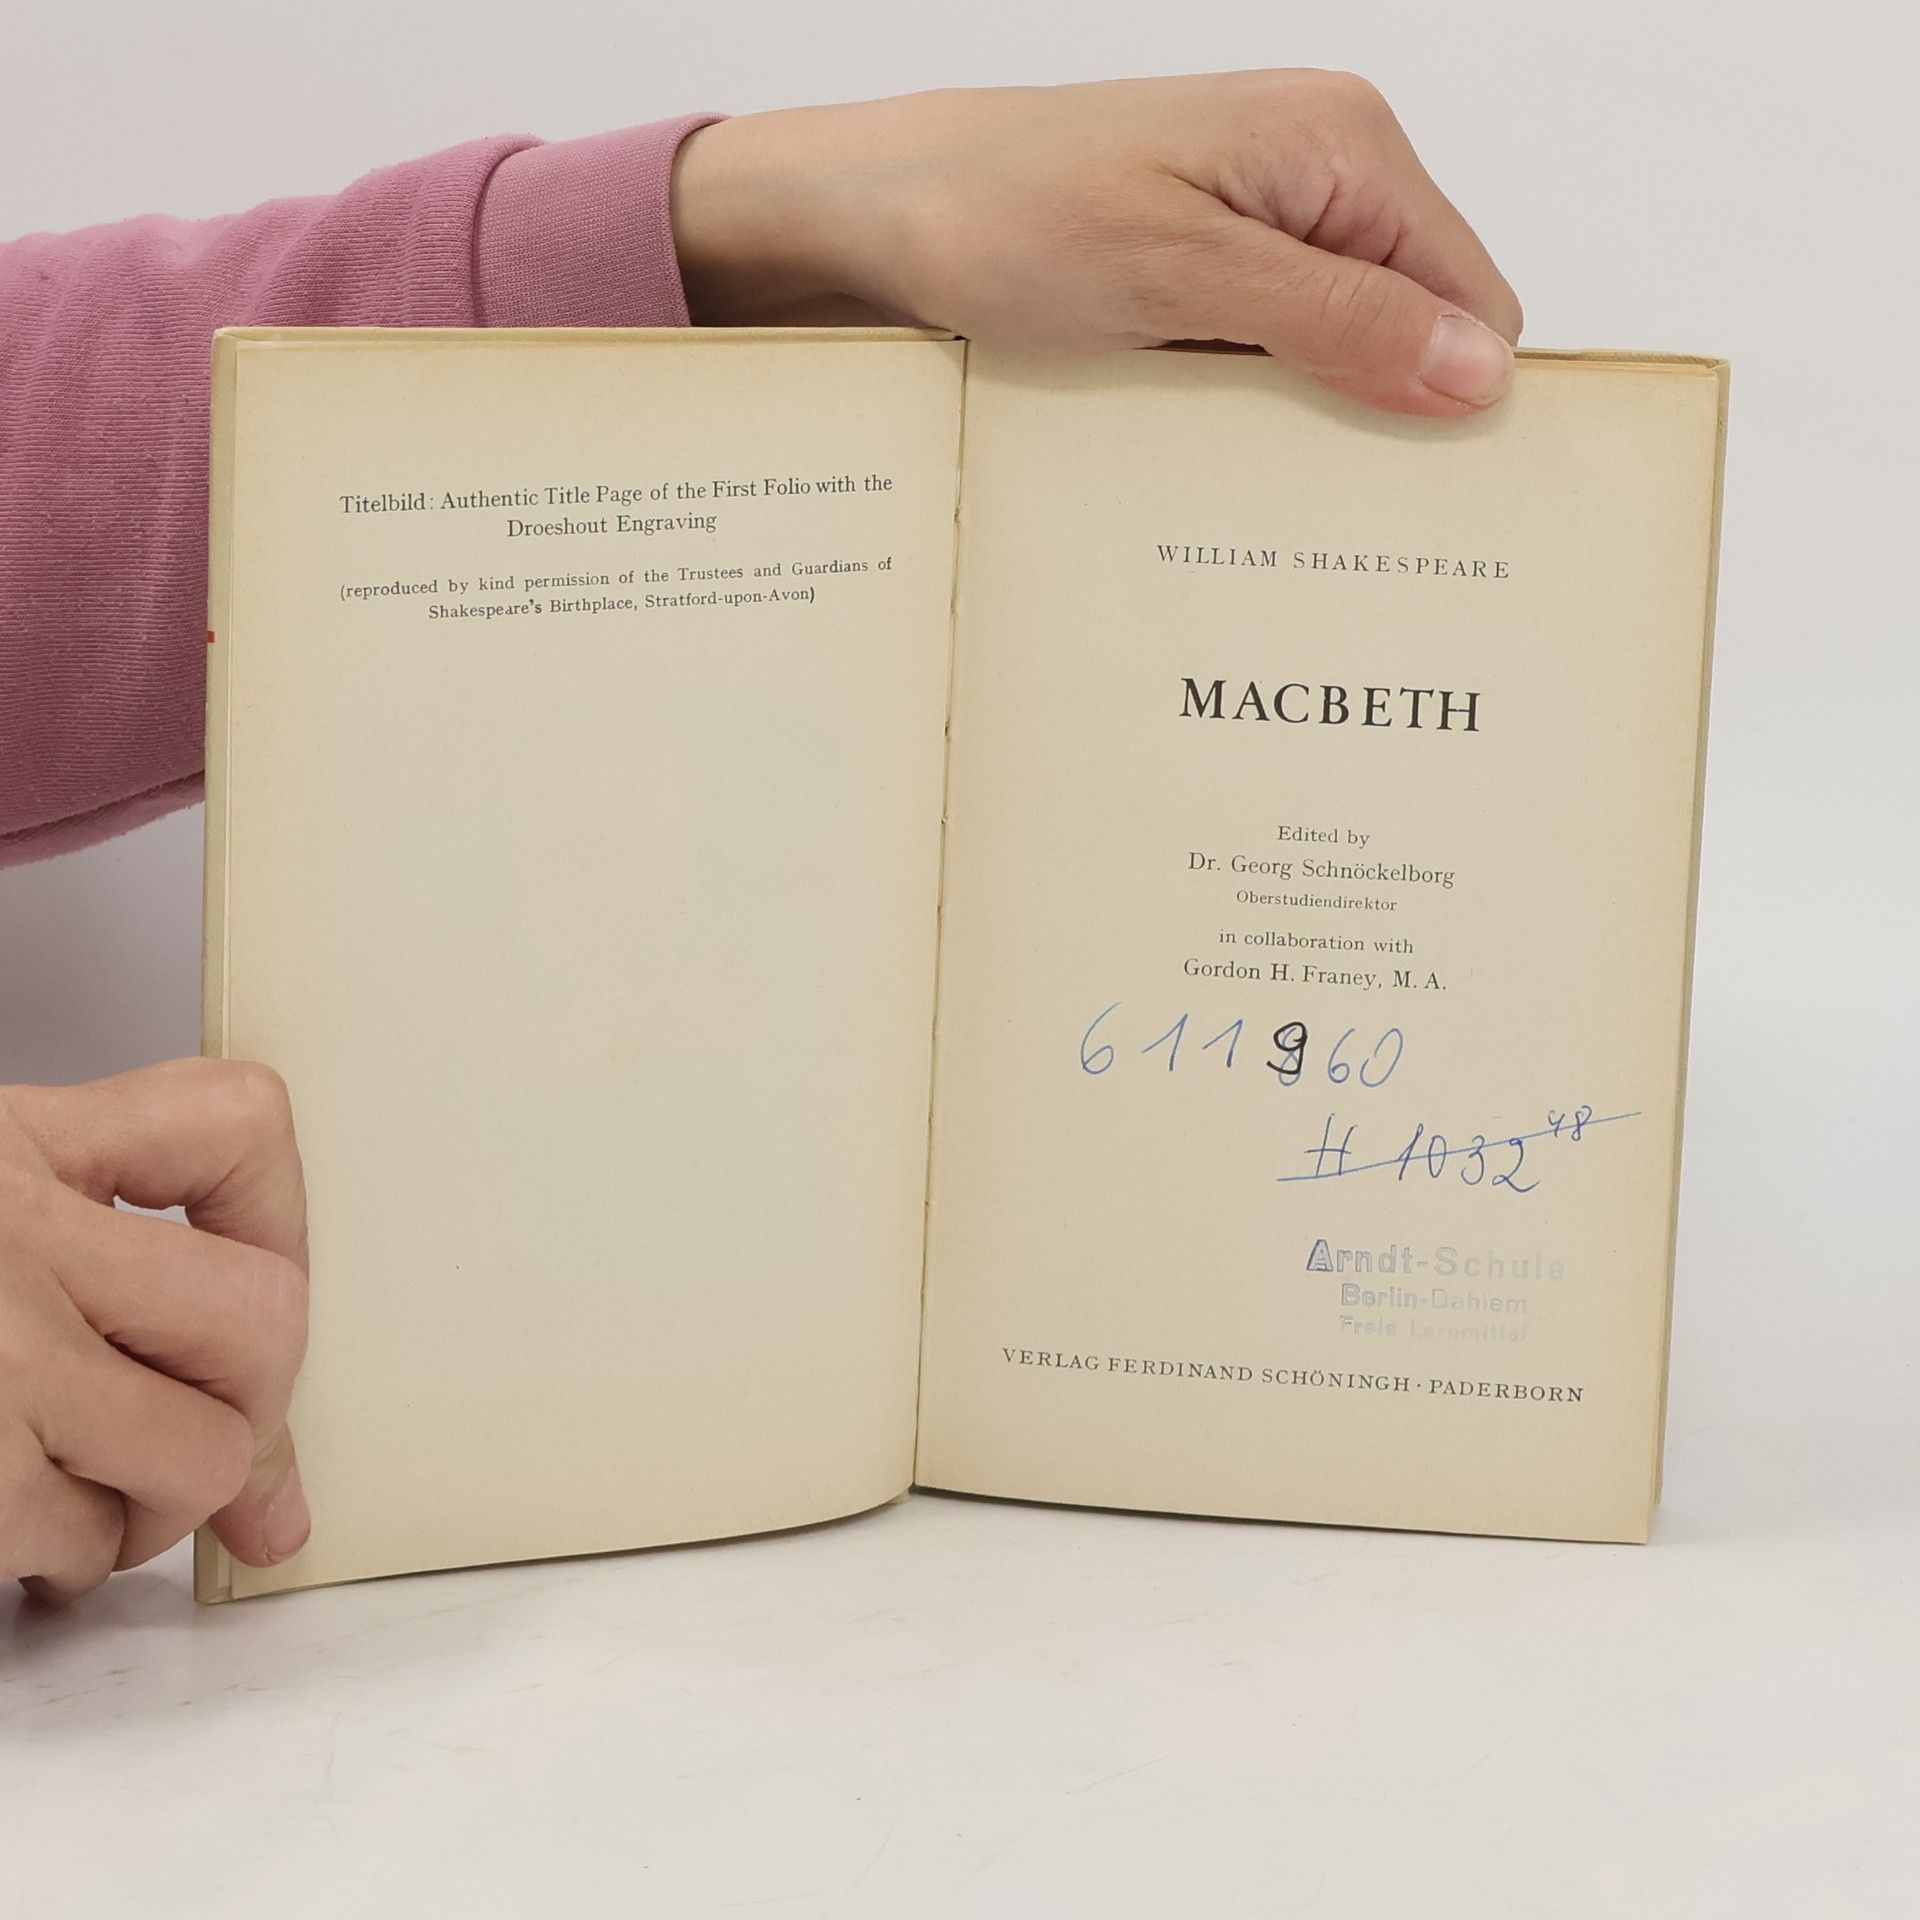 Titelbild: Authentic Title Page of the First Folio with the
Droeshout Engraving
(reproduced by kind permission of the Trustees and Guardians of
Shakespeare's Birthplace, Stratford-upon-Avon)
WILLIAM SHAKESPEARE
MACBETH
Edited by
Dr. Georg Schnöckelborg
Oberstudiendirektor
in collaboration with
Gordon H. Franey, M. A.
611960
H 1032 48
Arndt-Schule
Berlin-Dahlem
Freie Lernmittel
VERLAG FERDINAND SCHÖNINGH · PADERBORN